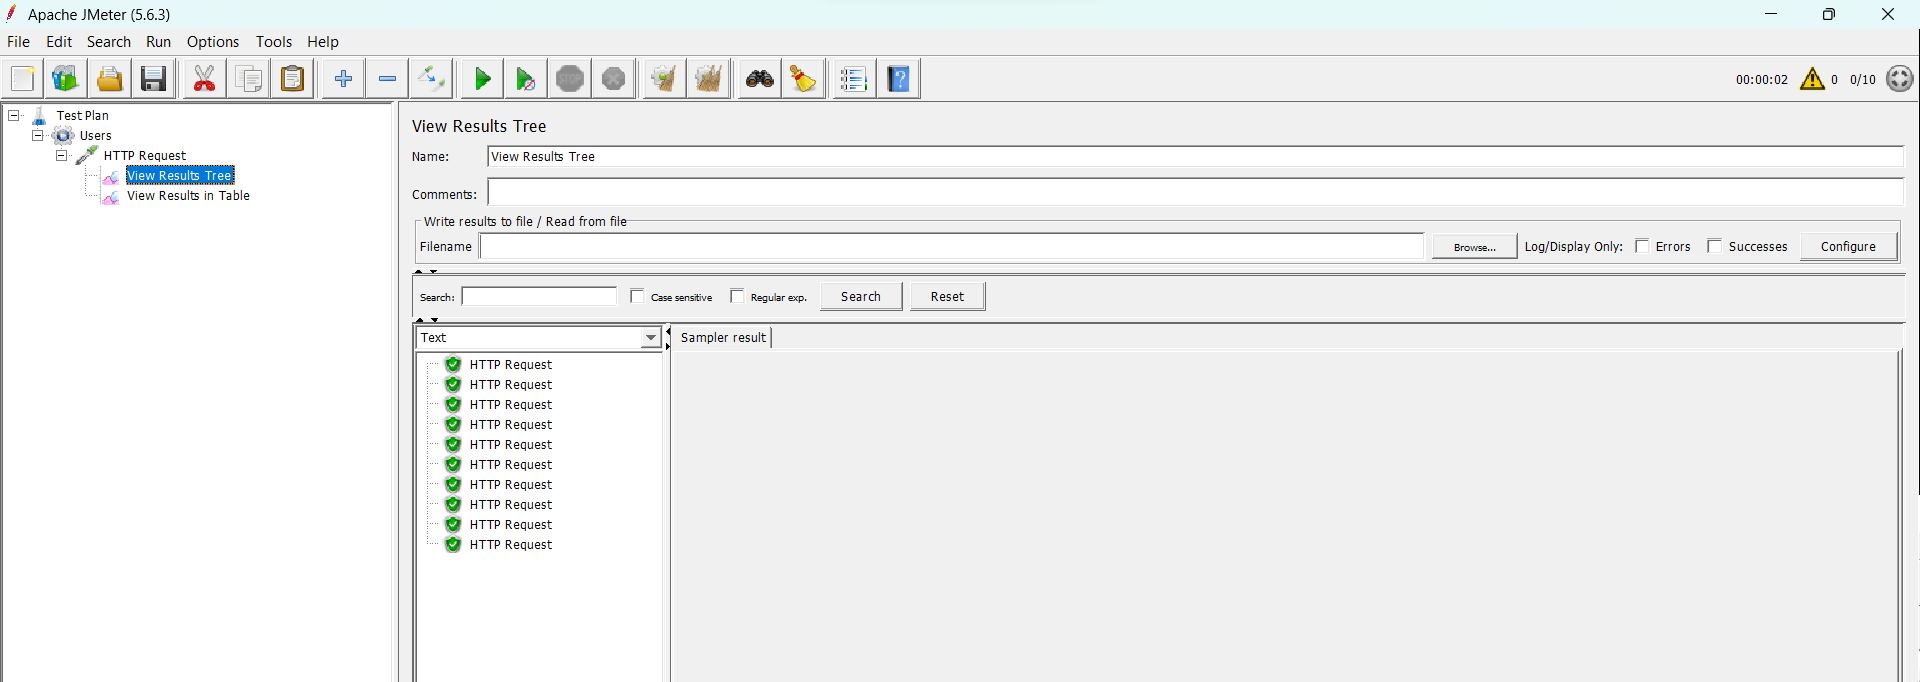 Apache JMeter (5.6.3)
File Edit Search Run Options Tools Help
STOP
00:00:02 0 0/10
Test Plan
Users
HTTP Request
View Results Tree
View Results in Table
View Results Tree
Name: View Results Tree
Comments:
Write results to file / Read from file
Filename Browse... Log/Display Only: Errors Successes Configure
Search: Case sensitive Regular exp. Search Reset
Text Sampler result
HTTP Request
HTTP Request
HTTP Request
HTTP Request
HTTP Request
HTTP Request
HTTP Request
HTTP Request
HTTP Request
HTTP Request